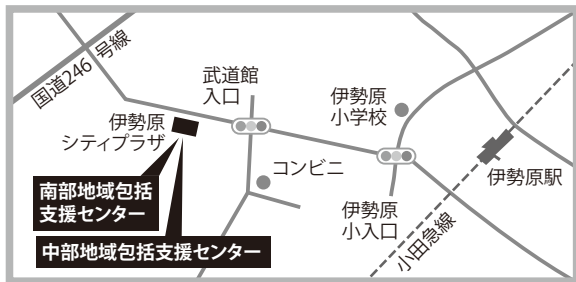 国道246 号線
武道館
入口
伊勢原
小学校
伊勢原
シティプラザ
コンビニ
伊勢原駅
南部地域包括
支援センター
伊勢原
小入口
小田急線
中部地域包括支援センター